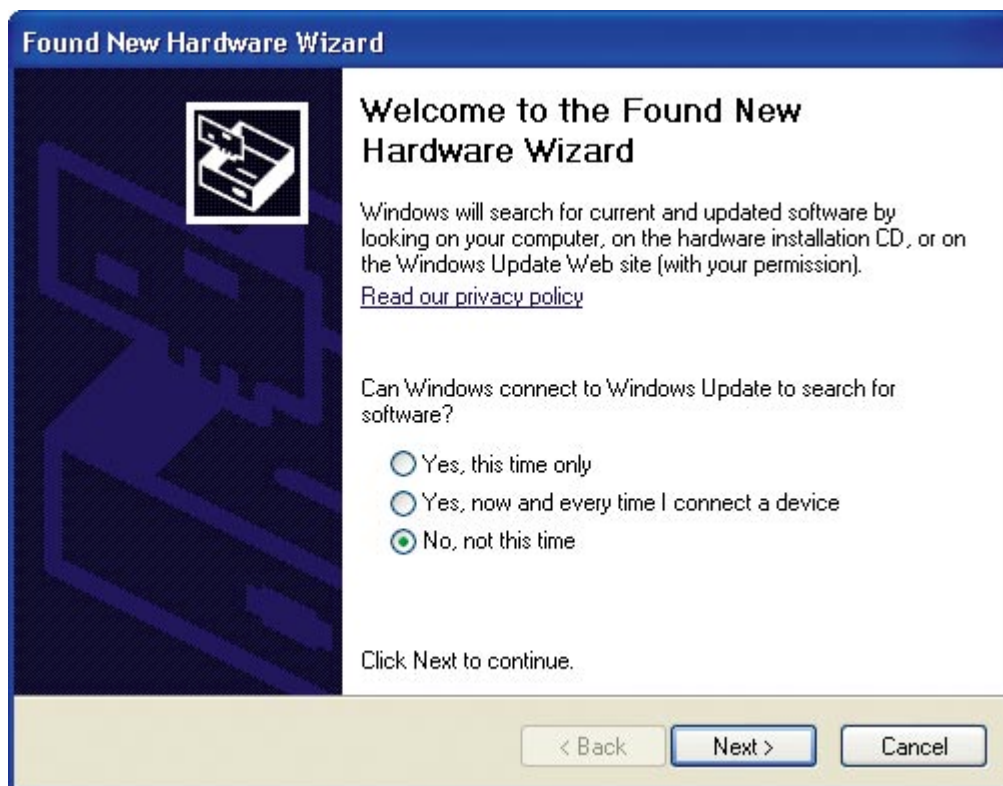 Found New Hardware Wizard
Welcome to the Found New
Hardware Wizard
Windows will search for current and updated software by
looking on your computer, on the hardware installation CD, or on
the Windows Update Web site (with your permission).
Read our privacy policy
Can Windows connect to Windows Update to search for
software?
Yes, this time only
Yes, now and every time I connect a device
No, not this time
Click Next to continue.
< Back
Next >
Cancel